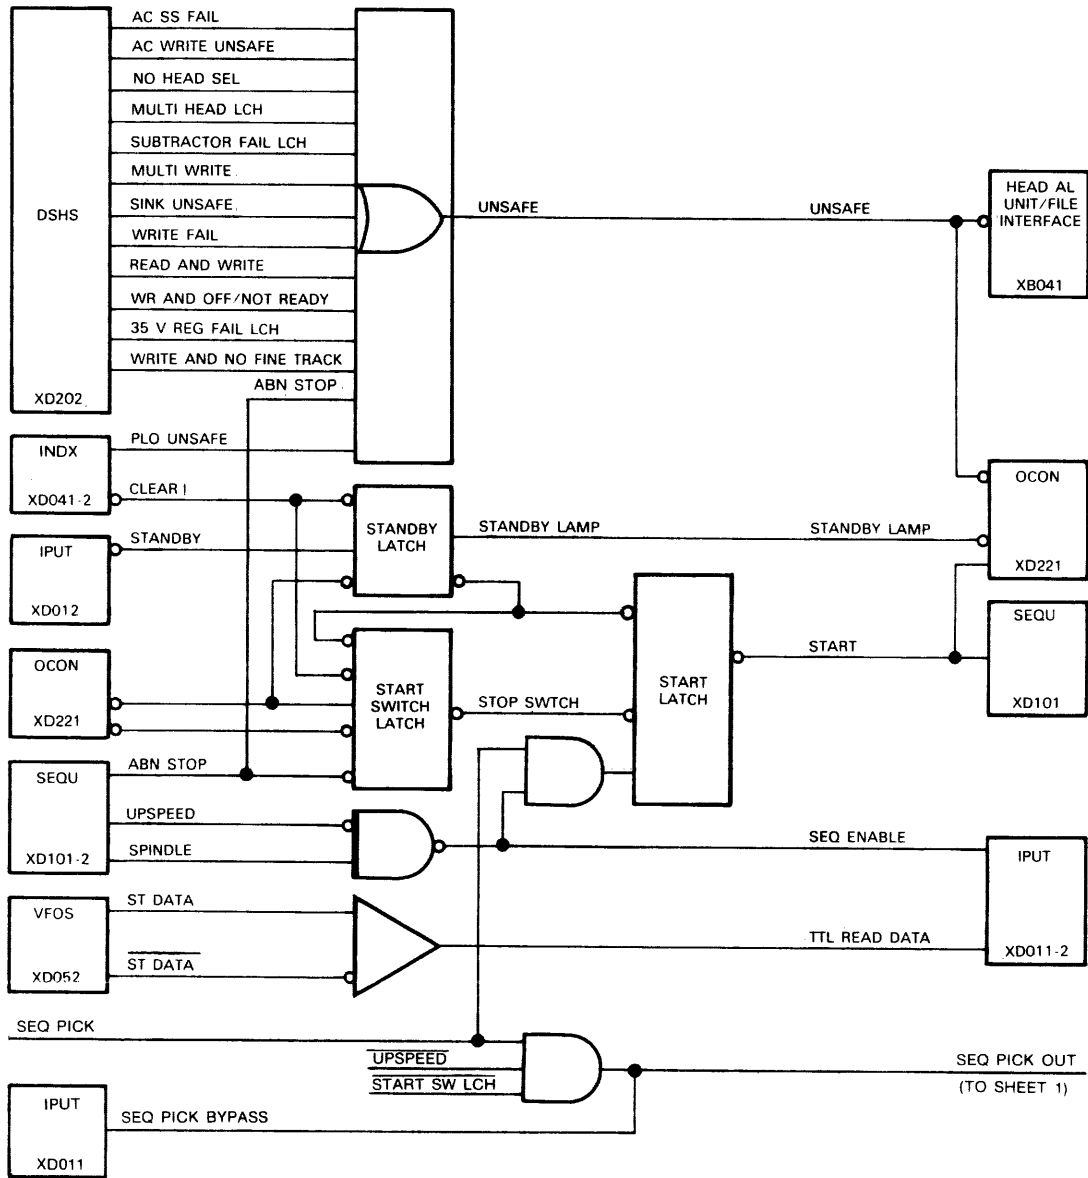 AC SS FAIL
AC WRITE UNSAFE
NO HEAD SEL
MULTI HEAD LCH
SUBTRACTOR FAIL LCH
MULTI WRITE
DSHS
SINK UNSAFE
WRITE FAIL
READ AND WRITE
WR AND OFF/NOT READY
35 V REG FAIL LCH
WRITE AND NO FINE TRACK
XD202
ABN STOP
UNSAFE
UNSAFE
HEAD AL
UNIT/FILE
INTERFACE
XB041
INDX
XD041-2
PLO UNSAFE
CLEAR I
IPUT
XD012
STANDBY
STANDBY
LATCH
STANDBY LAMP
STANDBY LAMP
OCON
XD221
OCON
XD221
START
SWITCH
LATCH
STOP SWTCH
START
LATCH
START
SEQU
XD101
SEQU
XD101-2
ABN STOP
UPSPEED
SPINDLE
SEQ ENABLE
IPUT
XD011-2
VFOS
XD052
ST DATA
ST DATA
TTL READ DATA
SEQ PICK
UPSPEED
START SW LCH
SEQ PICK OUT
(TO SHEET 1)
IPUT
XD011
SEQ PICK BYPASS